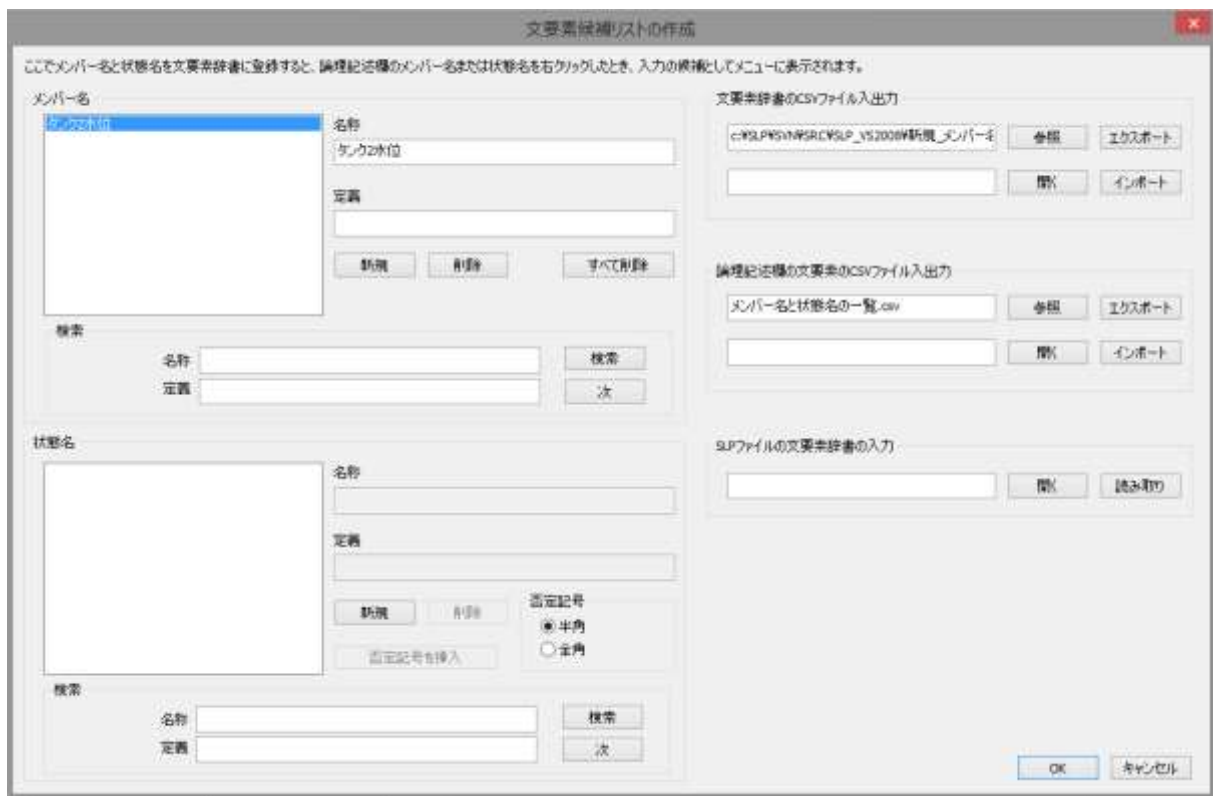 文要素候補リストの作成
ここでメンバー名と状態名を文要素辞書に登録すると、論理記述欄のメンバー名または状態名を右クリックしたとき、入力の候補としてメニューに表示されます。
メンバー名
タンク2水位
名称
タンク2水位
定義
新規
削除
すべて削除
検索
名称
検索
定義
次
状態名
名称
定義
新規
削除
否定記号
半角
全角
否定記号を挿入
検索
名称
検索
定義
次
文要素辞書のCSVファイル入出力
c:¥SLP¥SVN¥SRC¥SLP_VS2008¥新規_メンバー名
参照
エクスポート
開く
インポート
論理記述欄の文要素のCSVファイル入出力
メンバー名と状態名の一覧.csv
参照
エクスポート
開く
インポート
SLPファイルの文要素辞書の入力
開く
読み取り
OK
キャンセル